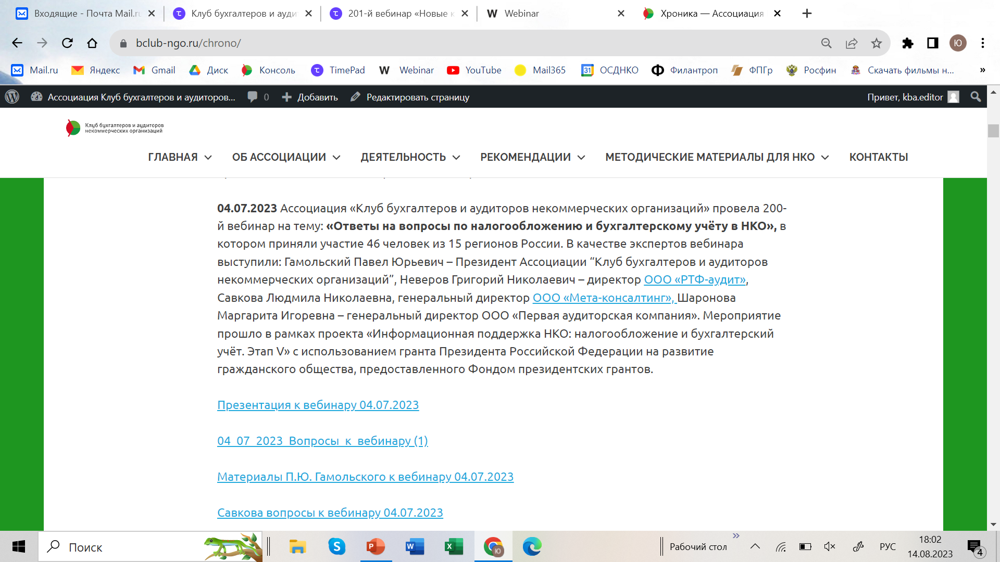 Входящие - Почта Mail.ru
Клуб бухгалтеров и ауди
201-й вебинар «Новые к
Webinar
Хроника — Ассоциация
bclub-ngo.ru/chrono/
Ю
Mail.ru
Яндекс
Gmail
Диск
Консоль
TimePad
Webinar
YouTube
Mail365
31
ОСДНКО
Филантроп
ФПГр
Росфин
Скачать фильмы н...
»
Ассоциация Клуб бухгалтеров и аудиторов...
0
Добавить
Редактировать страницу
Привет, kba.editor
Клуб бухгалтеров и аудиторов
некоммерческих организаций
ГЛАВНАЯ
ОБ АССОЦИАЦИИ
ДЕЯТЕЛЬНОСТЬ
РЕКОМЕНДАЦИИ
МЕТОДИЧЕСКИЕ МАТЕРИАЛЫ ДЛЯ НКО
КОНТАКТЫ
04.07.2023 Ассоциация «Клуб бухгалтеров и аудиторов некоммерческих организаций» провела 200-
й вебинар на тему: «Ответы на вопросы по налогообложению и бухгалтерскому учёту в НКО», в
котором приняли участие 46 человек из 15 регионов России. В качестве экспертов вебинара
выступили: Гамольский Павел Юрьевич – Президент Ассоциации “Клуб бухгалтеров и аудиторов
некоммерческих организаций”, Неверов Григорий Николаевич – директор ООО «РТФ-аудит»,
Савкова Людмила Николаевна, генеральный директор ООО «Мета-консалтинг», Шаронова
Маргарита Игоревна – генеральный директор ООО «Первая аудиторская компания». Мероприятие
прошло в рамках проекта «Информационная поддержка НКО: налогообложение и бухгалтерский
учёт. Этап V» с использованием гранта Президента Российской Федерации на развитие
гражданского общества, предоставленного Фондом президентских грантов.
Презентация к вебинару 04.07.2023
04_07_2023_Вопросы_к_вебинару (1)
Материалы П.Ю. Гамольского к вебинару 04.07.2023
Савкова вопросы к вебинару 04.07.2023
Поиск
Рабочий стол
»
РУС
18:02
14.08.2023
4